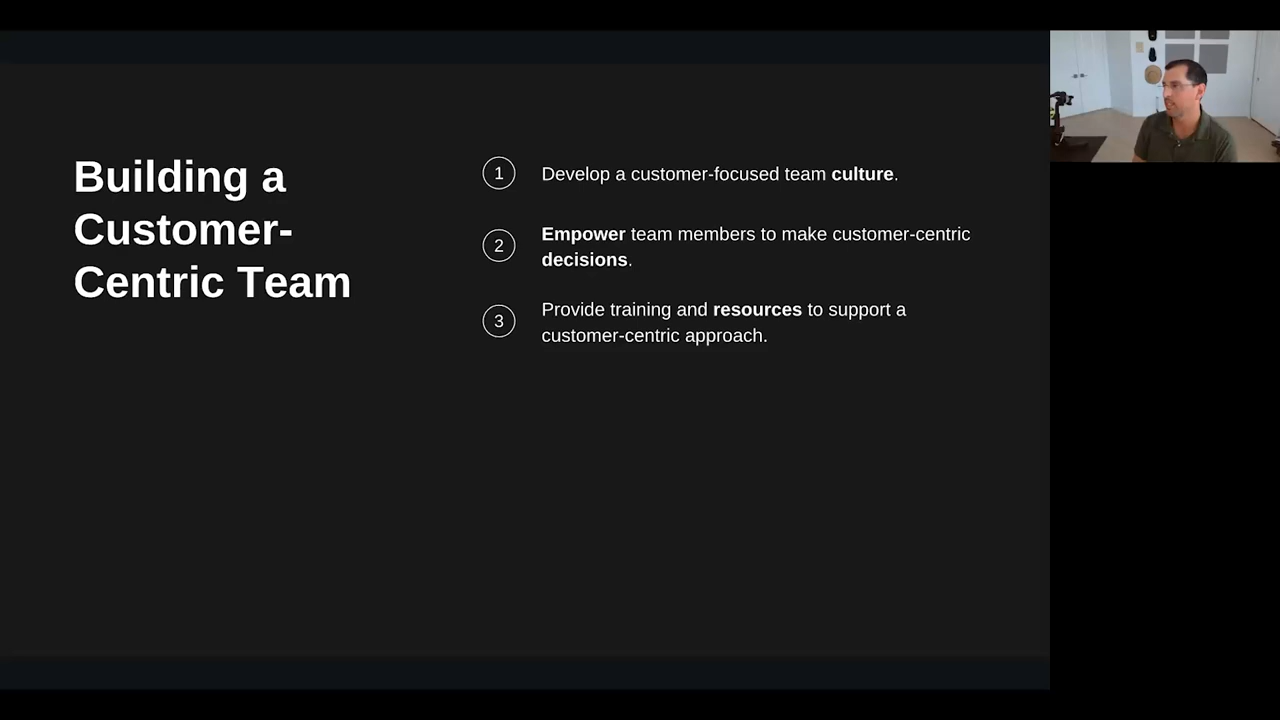 Building a
Customer-
Centric Team
1 Develop a customer-focused team culture.
2 Empower team members to make customer-centric
decisions.
3 Provide training and resources to support a
customer-centric approach.